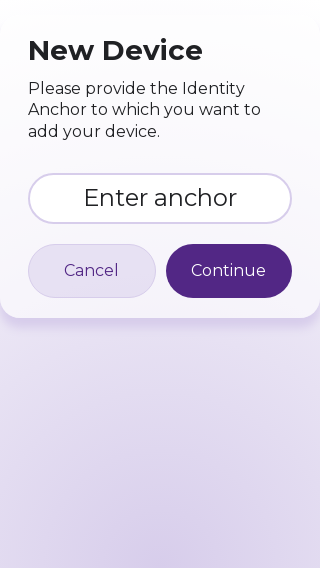 New Device
Please provide the Identity
Anchor to which you want to
add your device.
Enter anchor
Cancel
Continue